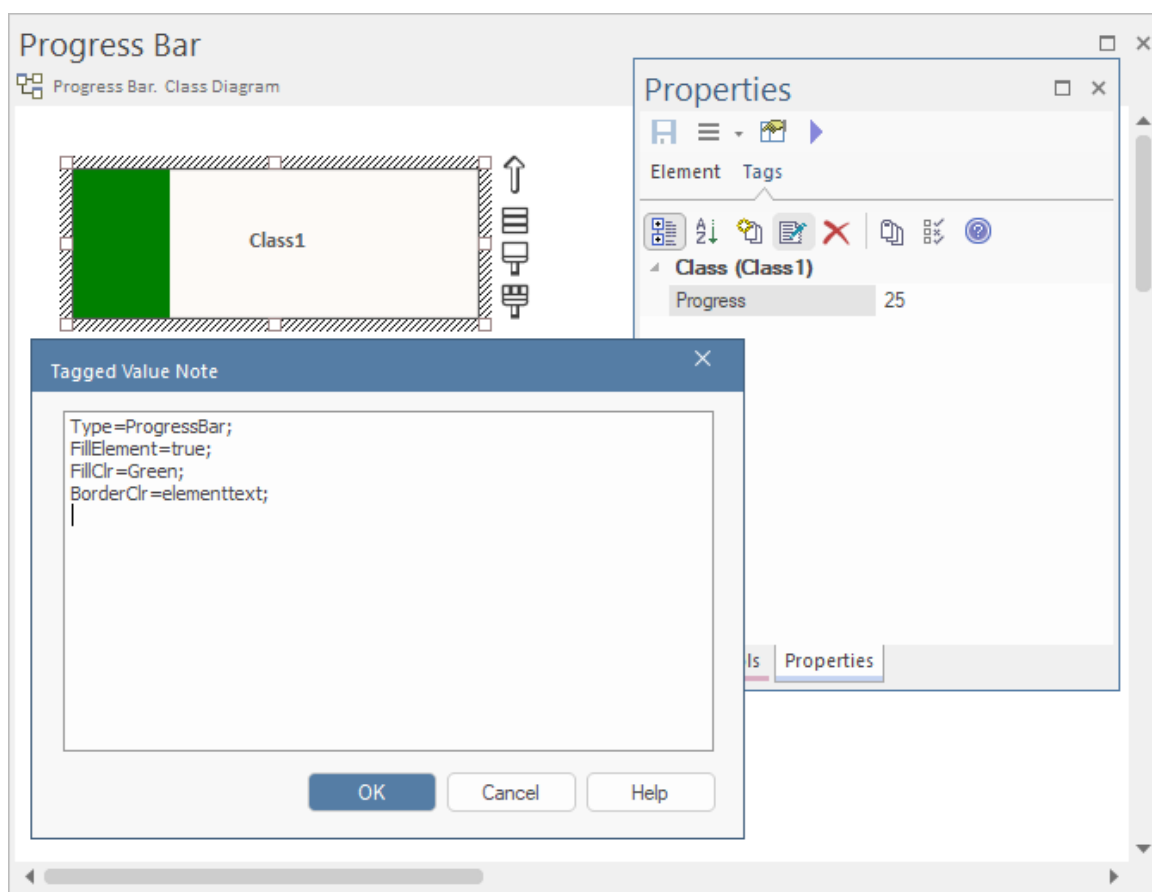 Progress Bar
Progress Bar. Class Diagram
Properties
Element Tags
Class (Class1)
Progress 25
Class1
Tagged Value Note
Type=ProgressBar;
FillElement=true;
FillClr=Green;
BorderClr=elementtext;
OK Cancel Help
ls Properties